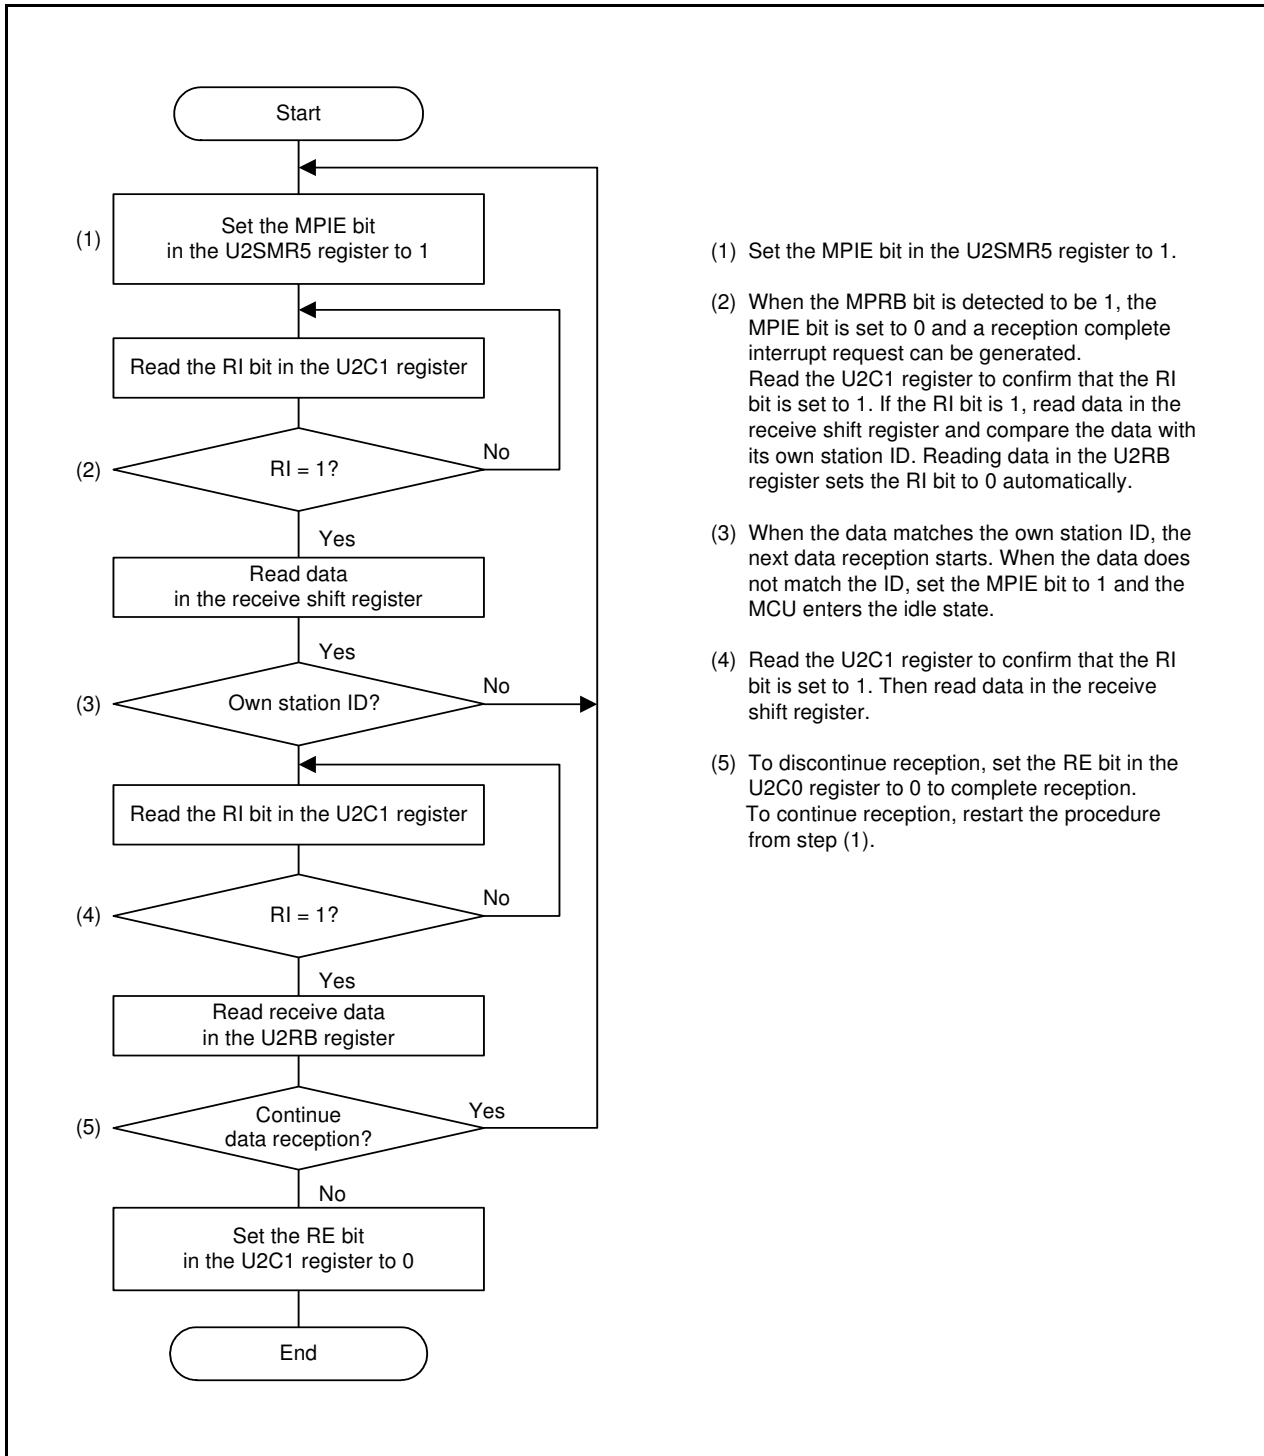 Start
(1)
Set the MPIE bit
in the U2SMR5 register to 1
Read the RI bit in the U2C1 register
(2)
RI = 1?
No
Yes
Read data
in the receive shift register
Yes
(3)
Own station ID?
No
Read the RI bit in the U2C1 register
(4)
RI = 1?
No
Yes
Read receive data
in the U2RB register
(5)
Continue
data reception?
Yes
No
Set the RE bit
in the U2C1 register to 0
End
(1) Set the MPIE bit in the U2SMR5 register to 1.
(2) When the MPRB bit is detected to be 1, the
MPIE bit is set to 0 and a reception complete
interrupt request can be generated.
Read the U2C1 register to confirm that the RI
bit is set to 1. If the RI bit is 1, read data in the
receive shift register and compare the data with
its own station ID. Reading data in the U2RB
register sets the RI bit to 0 automatically.
(3) When the data matches the own station ID, the
next data reception starts. When the data does
not match the ID, set the MPIE bit to 1 and the
MCU enters the idle state.
(4) Read the U2C1 register to confirm that the RI
bit is set to 1. Then read data in the receive
shift register.
(5) To discontinue reception, set the RE bit in the
U2C0 register to 0 to complete reception.
To continue reception, restart the procedure
from step (1).